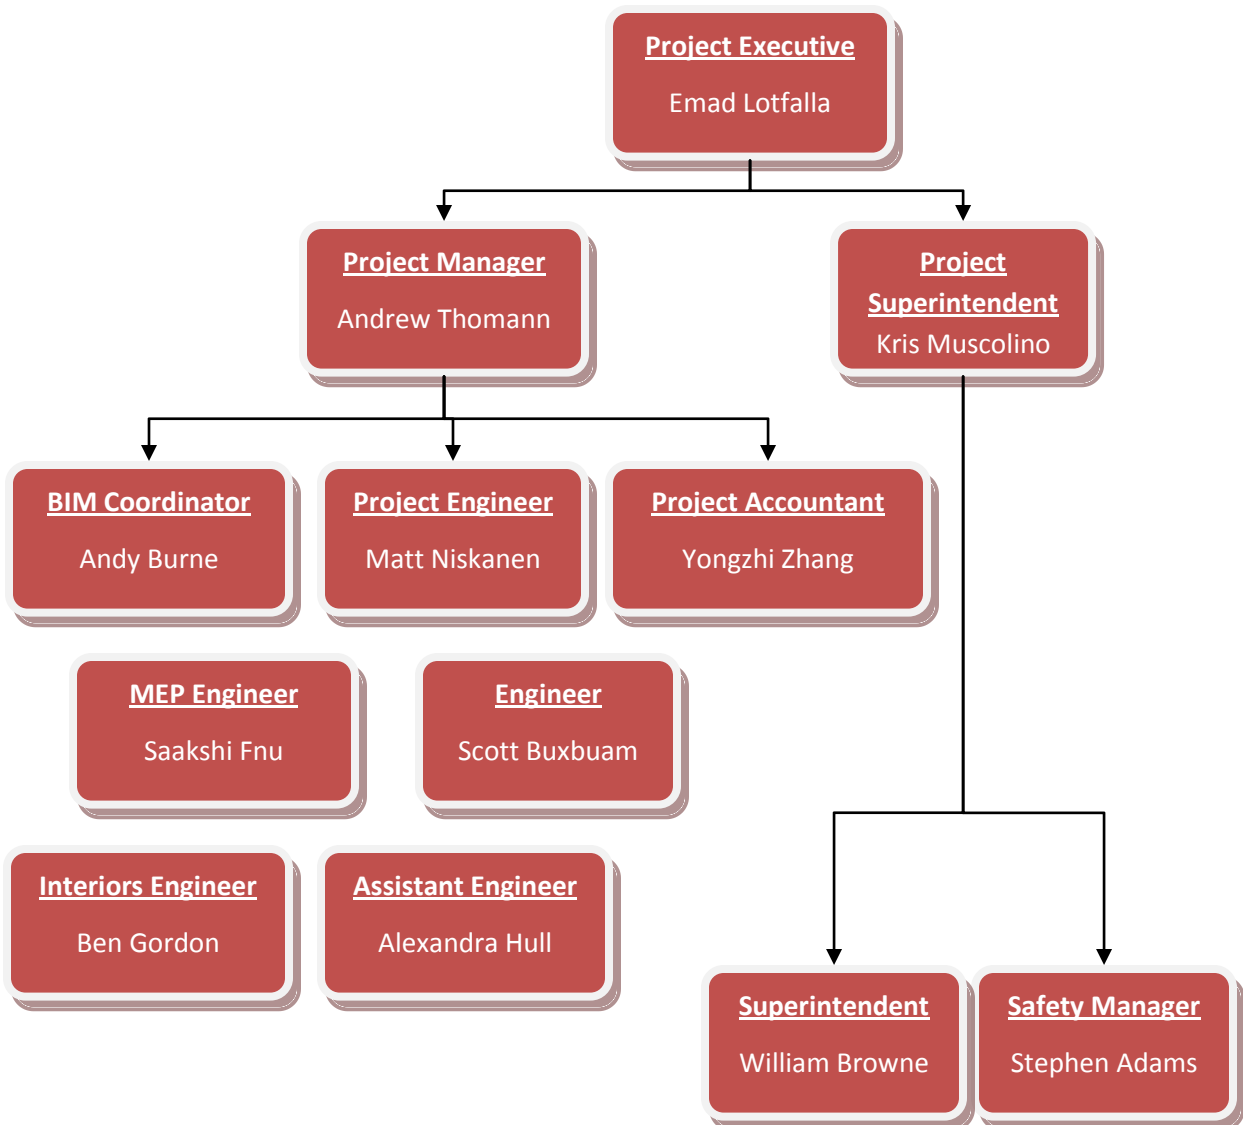 Project Executive
Emad Lotfalla
Project Manager
Andrew Thomann
Project
Superintendent
Kris Muscolino
BIM Coordinator
Andy Burne
Project Engineer
Matt Niskanen
Project Accountant
Yongzhi Zhang
MEP Engineer
Saakshi Fnu
Engineer
Scott Buxbuam
Interiors Engineer
Ben Gordon
Assistant Engineer
Alexandra Hull
Superintendent
William Browne
Safety Manager
Stephen Adams